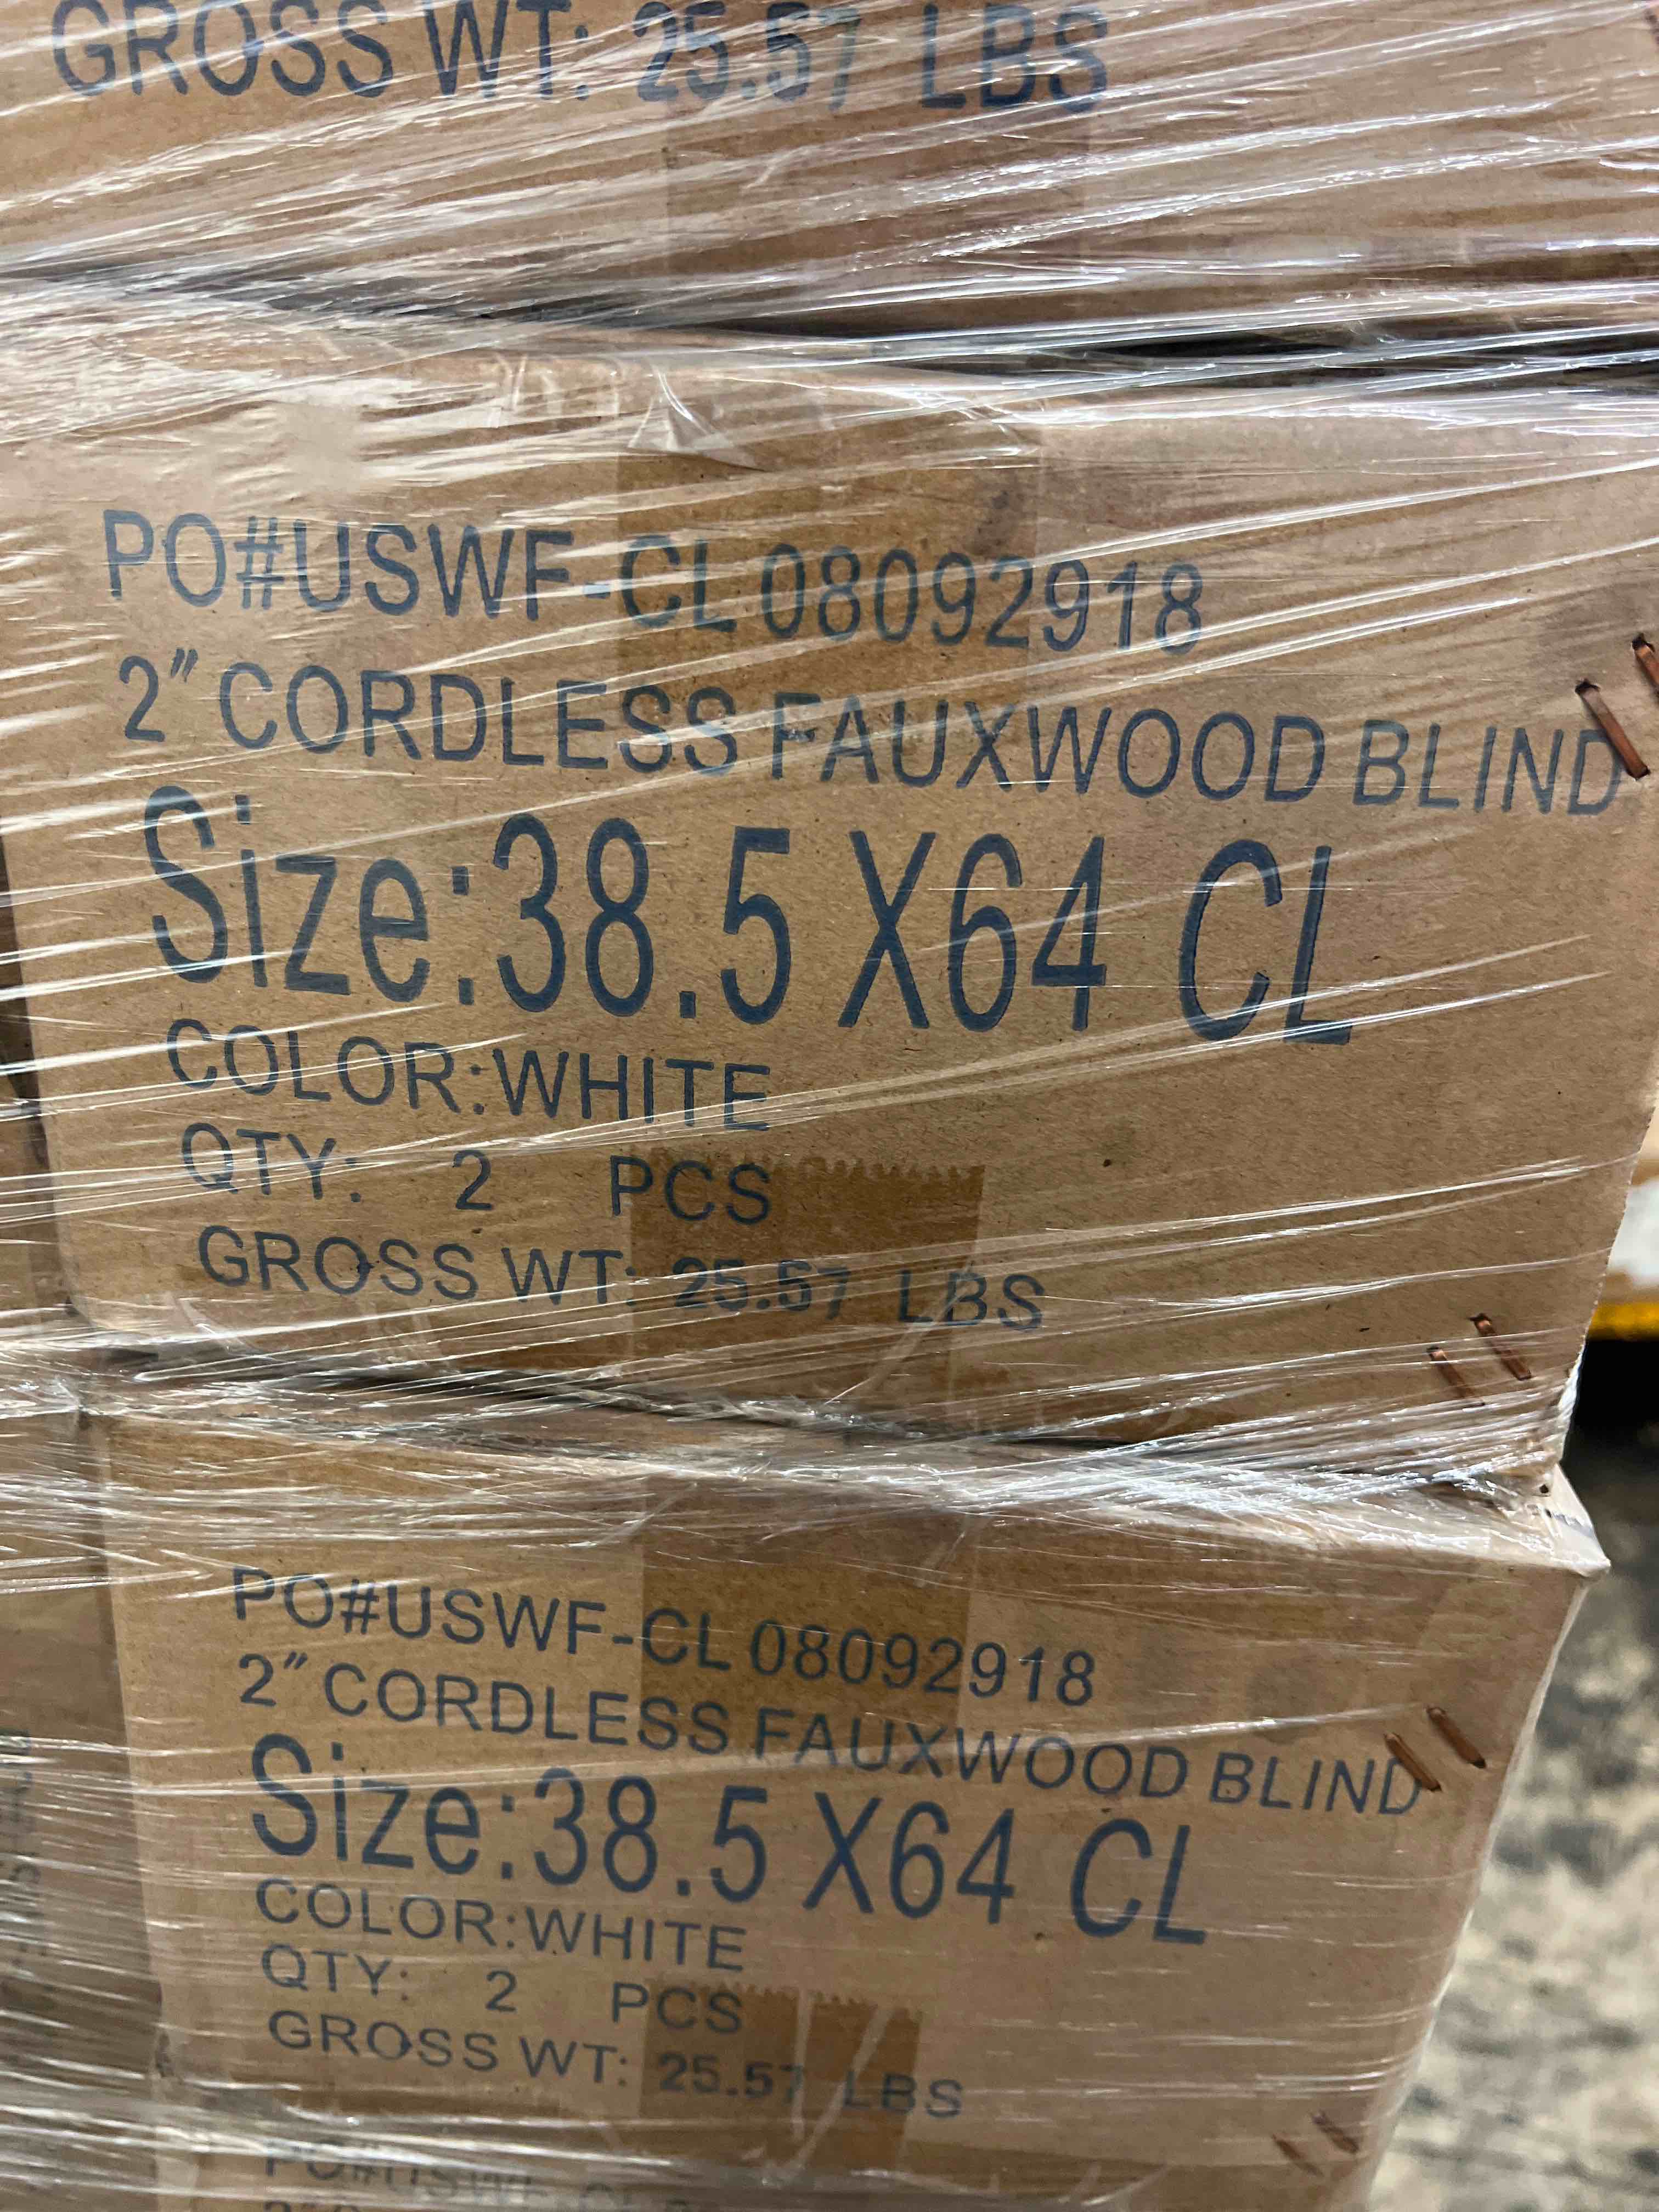 GROSS WT: 25.57 LBS
PO#USWF-CL 08092918
2" CORDLESS FAUXWOOD BLIND
Size:38.5 X64 CL
COLOR:WHITE
QTY: 2 PCS
GROSS WT: 25.57 LBS
PO#USWF-CL 08092918
2" CORDLESS FAUXWOOD BLIND
Size:38.5 X64 CL
COLOR:WHITE
QTY: 2 PCS
GROSS WT: 25.57 LBS